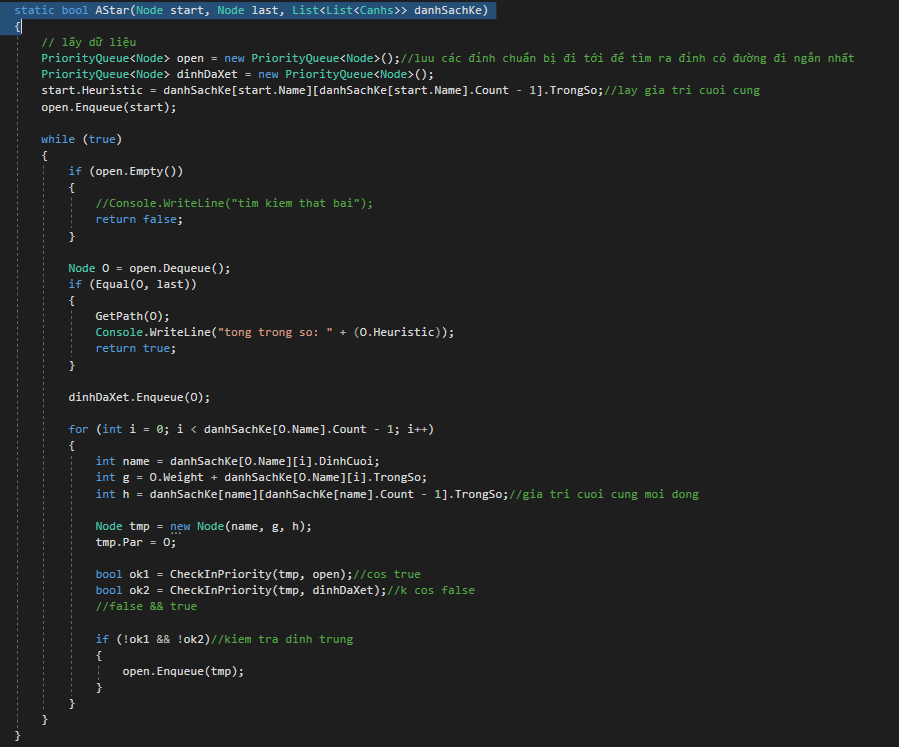 static bool AStar(Node start, Node last, List<List<Canhs>> danhSachKe)
{
// lấy dữ liệu
PriorityQueue<Node> open = new PriorityQueue<Node>();//luu các đỉnh chuẩn bị đi tới để tìm ra đỉnh có đường đi ngắn nhất
PriorityQueue<Node> dinhDaXet = new PriorityQueue<Node>();
start.Heuristic = danhSachKe[start.Name][danhSachKe[start.Name].Count - 1].TrongSo;//lay gia tri cuoi cung
open.Enqueue(start);
while (true)
{
if (open.Empty())
{
//Console.WriteLine("tim kiem that bai");
return false;
}
Node O = open.Dequeue();
if (Equal(O, last))
{
GetPath(O);
Console.WriteLine("tong trong so: " + (O.Heuristic));
return true;
}
dinhDaXet.Enqueue(O);
for (int i = 0; i < danhSachKe[O.Name].Count - 1; i++)
{
int name = danhSachKe[O.Name][i].DinhCuoi;
int g = O.Weight + danhSachKe[O.Name][i].TrongSo;
int h = danhSachKe[name][danhSachKe[name].Count - 1].TrongSo;//gia tri cuoi cung moi dong
Node tmp = new Node(name, g, h);
tmp.Par = O;
bool ok1 = CheckInPriority(tmp, open);//cos true
bool ok2 = CheckInPriority(tmp, dinhDaXet);//k cos false
//false && true
if (!ok1 && !ok2)//kiem tra dinh trung
{
open.Enqueue(tmp);
}
}
}
}